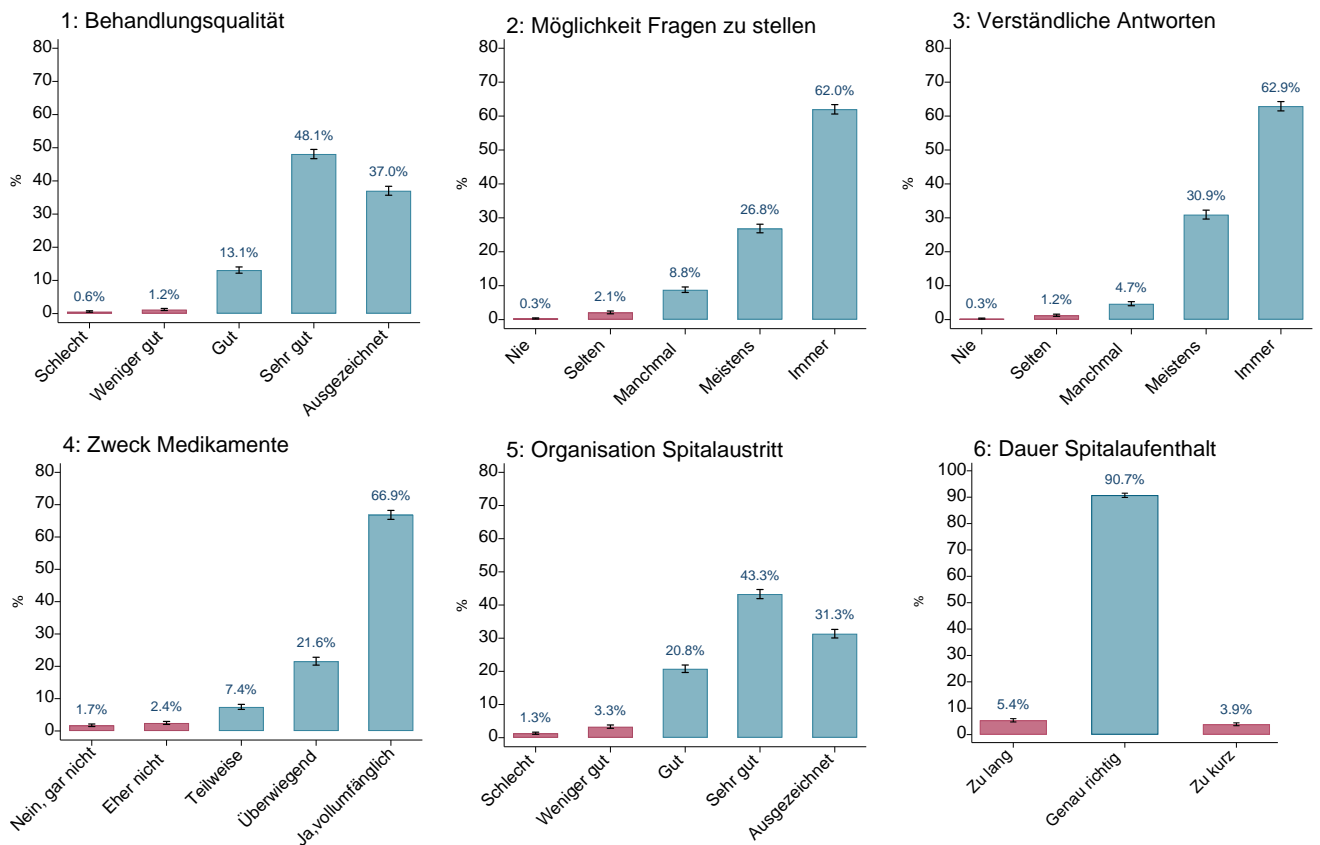 1: Behandlungsqualität
80
70
60
50
40
30
20
10
0
%
0.6%
1.2%
13.1%
48.1%
37.0%
Schlecht
Weniger gut
Gut
Sehr gut
Ausgezeichnet
2: Möglichkeit Fragen zu stellen
80
70
60
50
40
30
20
10
0
%
0.3%
2.1%
8.8%
26.8%
62.0%
Nie
Selten
Manchmal
Meistens
Immer
3: Verständliche Antworten
80
70
60
50
40
30
20
10
0
%
0.3%
1.2%
4.7%
30.9%
62.9%
Nie
Selten
Manchmal
Meistens
Immer
4: Zweck Medikamente
80
70
60
50
40
30
20
10
0
%
1.7%
2.4%
7.4%
21.6%
66.9%
Nein, gar nicht
Eher nicht
Teilweise
Überwiegend
Ja,vollumfänglich
5: Organisation Spitalaustritt
80
70
60
50
40
30
20
10
0
%
1.3%
3.3%
20.8%
43.3%
31.3%
Schlecht
Weniger gut
Gut
Sehr gut
Ausgezeichnet
6: Dauer Spitalaufenthalt
100
90
80
70
60
50
40
30
20
10
0
%
5.4%
90.7%
3.9%
Zu lang
Genau richtig
Zu kurz